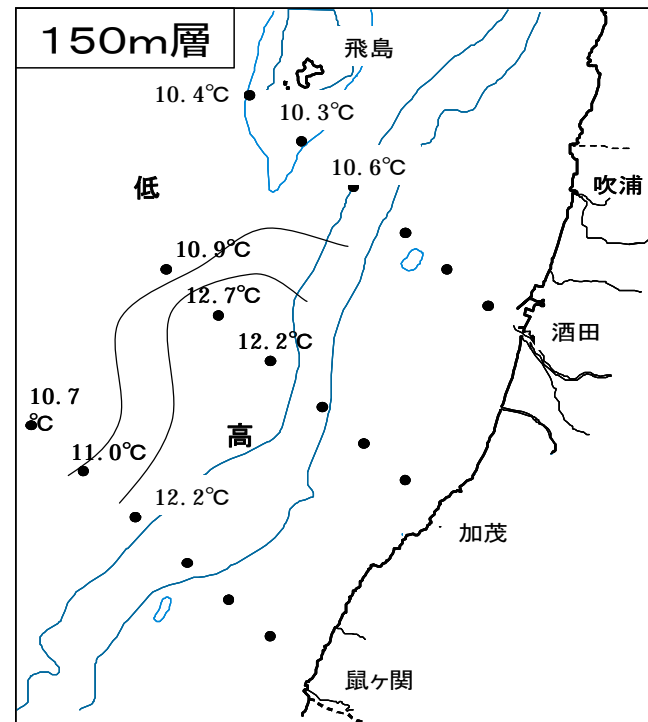 150m層
飛島
10.4℃
10.3℃
10.6℃
低
吹浦
10.9℃
12.7℃
酒田
12.2℃
10.7
℃
高
11.0℃
12.2℃
加茂
鼠ヶ関